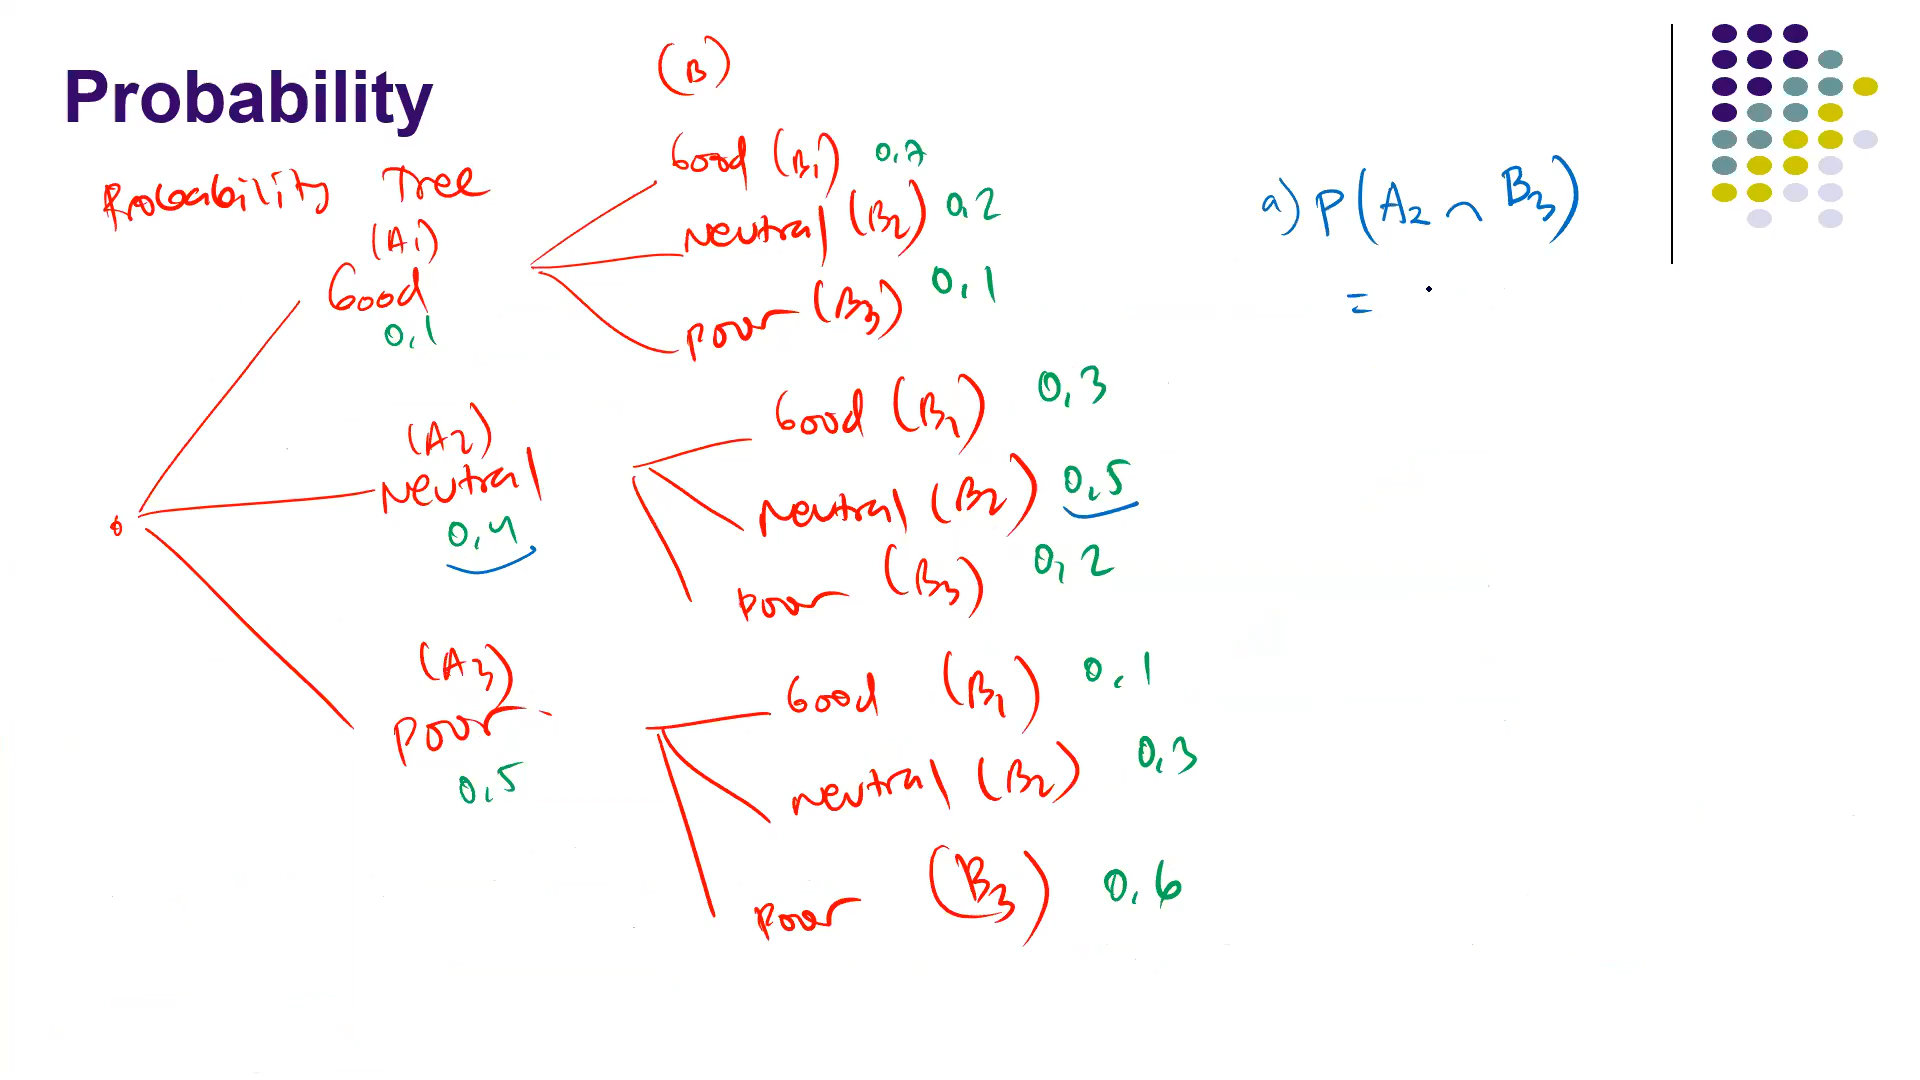 Probability
Probability Tree
(B)
(A1)
Good
0,1
Good (B1) 0,7
Neutral (B2) 0,2
Poor (B3) 0,1
(A2)
Neutral
0,4
Good (B1) 0,3
Neutral (B2) 0,5
Poor (B3) 0,2
(A3)
Poor
0,5
Good (B1) 0,1
Neutral (B2) 0,3
Poor (B3) 0,6
a) P(A2 ∩ B3)
=